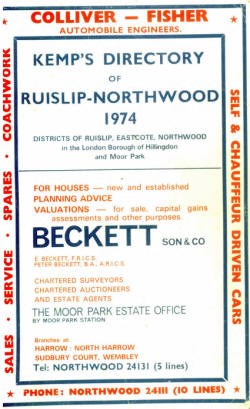 COLLIVER — FISHER
AUTOMOBILE ENGINEERS.
SALES • SERVICE • SPARES • COACHWORK
KEMP'S DIRECTORY
OF
RUISLIP-NORTHWOOD
1974
DISTRICTS OF RUISLIP, EASTCOTE, NORTHWOOD
in the London Borough of Hillingdon
and Moor Park
FOR HOUSES — new and established
PLANNING ADVICE
VALUATIONS — for sale, capital gains
assessments and other purposes
BECKETT SON & CO
E. BECKETT, F.R.I.C.S.
PETER BECKETT, B.A., A.R.I.C.S.
CHARTERED SURVEYORS
CHARTERED AUCTIONEERS
AND ESTATE AGENTS
THE MOOR PARK ESTATE OFFICE
BY MOOR PARK STATION
Branches at:
HARROW : NORTH HARROW
SUDBURY COURT, WEMBLEY
Tel: NORTHWOOD 24131 (5 lines)
SELF & CHAUFFEUR DRIVEN CARS
★ PHONE: NORTHWOOD 24111 (10 LINES) ★